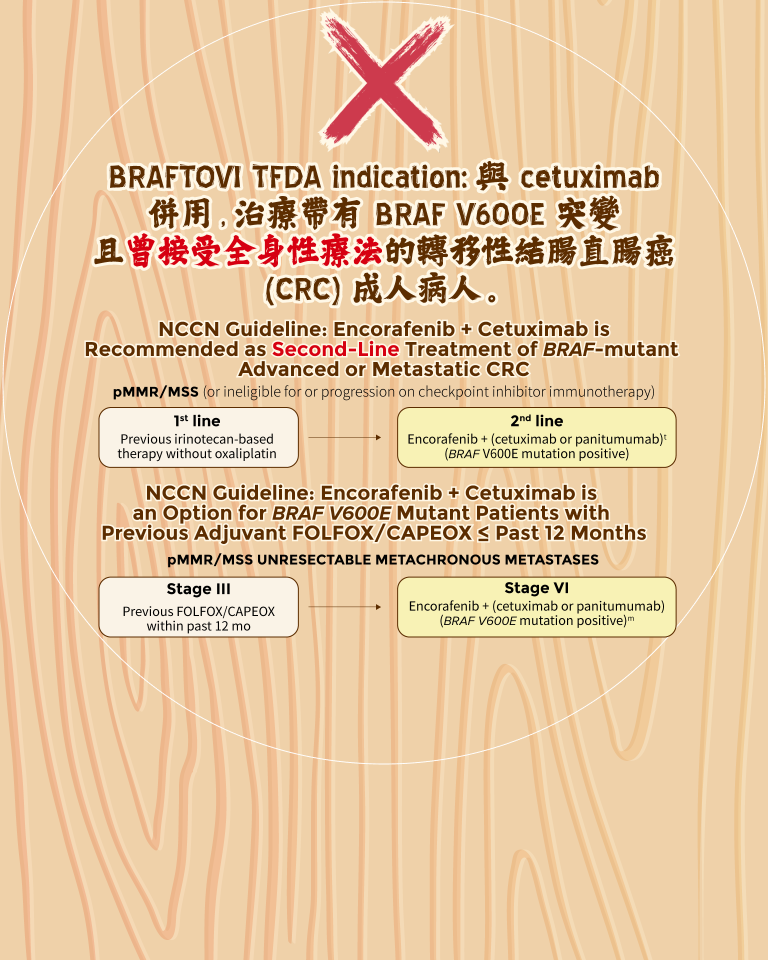 BRAFTOVI TFDA indication: 與 cetuximab
併用，治療帶有 BRAF V600E 突變
且曾接受全身性療法的轉移性結腸直腸癌
(CRC) 成人病人。
NCCN Guideline: Encorafenib + Cetuximab is
Recommended as Second-Line Treatment of BRAF-mutant
Advanced or Metastatic CRC
pMMR/MSS (or ineligible for or progression on checkpoint inhibitor immunotherapy)
1st line
Previous irinotecan-based
therapy without oxaliplatin
2nd line
Encorafenib + (cetuximab or panitumumab)t
(BRAF V600E mutation positive)
NCCN Guideline: Encorafenib + Cetuximab is
an Option for BRAF V600E Mutant Patients with
Previous Adjuvant FOLFOX/CAPEOX ≤ Past 12 Months
pMMR/MSS UNRESECTABLE METACHRONOUS METASTASES
Stage III
Previous FOLFOX/CAPEOX
within past 12 mo
Stage VI
Encorafenib + (cetuximab or panitumumab)
(BRAF V600E mutation positive)m